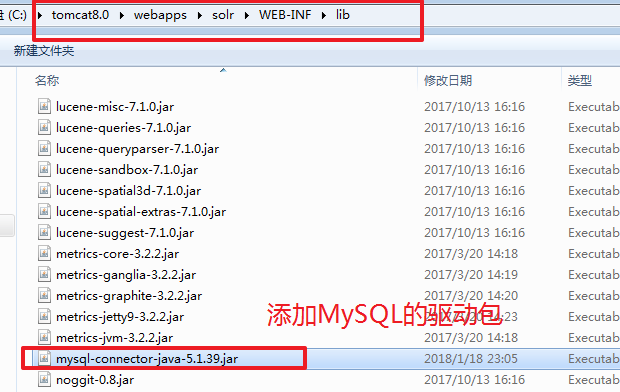 盘 (C:) ▸ tomcat8.0 ▸ webapps ▸ solr ▸ WEB-INF ▸ lib
新建文件夹
名称 修改日期 类型
lucene-misc-7.1.0.jar 2017/10/13 16:16 Executab
lucene-queries-7.1.0.jar 2017/10/13 16:16 Executab
lucene-queryparser-7.1.0.jar 2017/10/13 16:16 Executab
lucene-sandbox-7.1.0.jar 2017/10/13 16:16 Executab
lucene-spatial3d-7.1.0.jar 2017/10/13 16:16 Executab
lucene-spatial-extras-7.1.0.jar 2017/10/13 16:16 Executab
lucene-suggest-7.1.0.jar 2017/10/13 16:16 Executab
metrics-core-3.2.2.jar 2017/3/20 14:18 Executab
metrics-ganglia-3.2.2.jar 2017/3/20 14:19 Executab
metrics-graphite-3.2.2.jar 2017/3/20 14:18 Executab
添加MySQL的驱动包
metrics-jetty9-3.2.2.jar 2017/3/20 14:23 Executab
metrics-jvm-3.2.2.jar 2017/3/20 14:18 Executab
mysql-connector-java-5.1.39.jar 2018/1/18 23:05 Executab
noggit-0.8.jar 2017/10/13 16:16 Executab